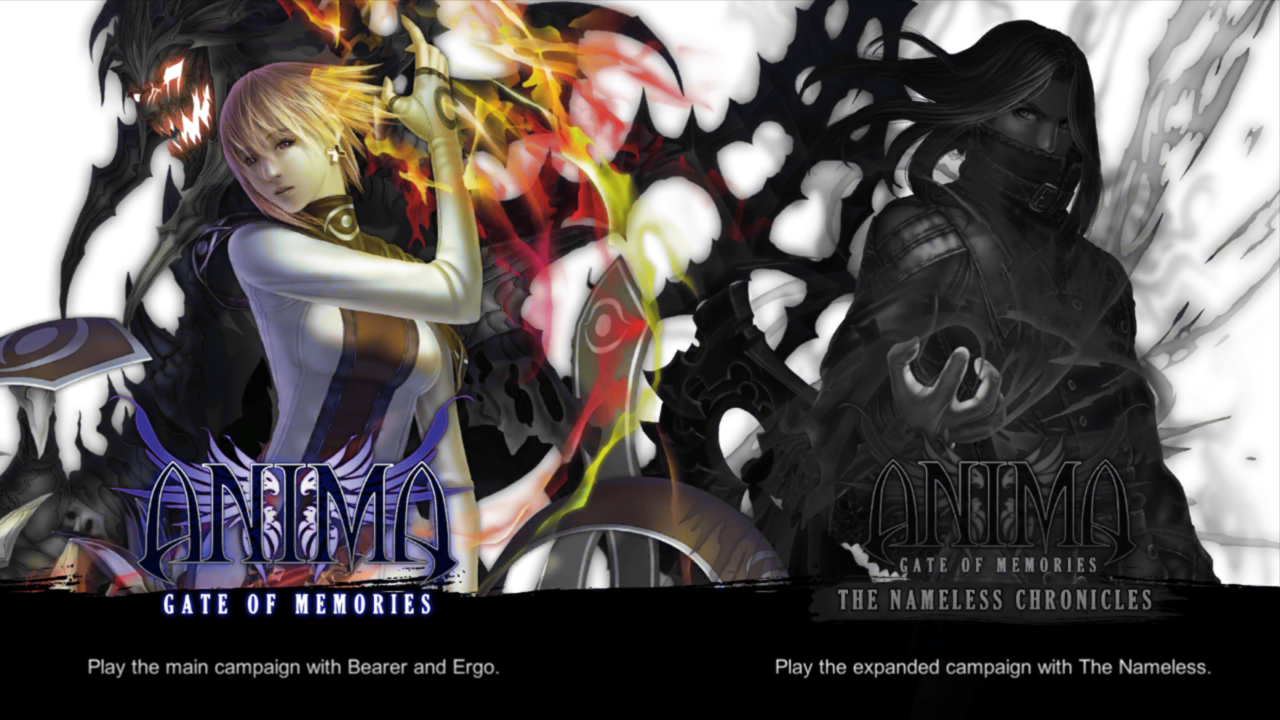 ANIMA
GATE OF MEMORIES
Play the main campaign with Bearer and Ergo.
ANIMA
GATE OF MEMORIES
THE NAMELESS CHRONICLES
Play the expanded campaign with The Nameless.